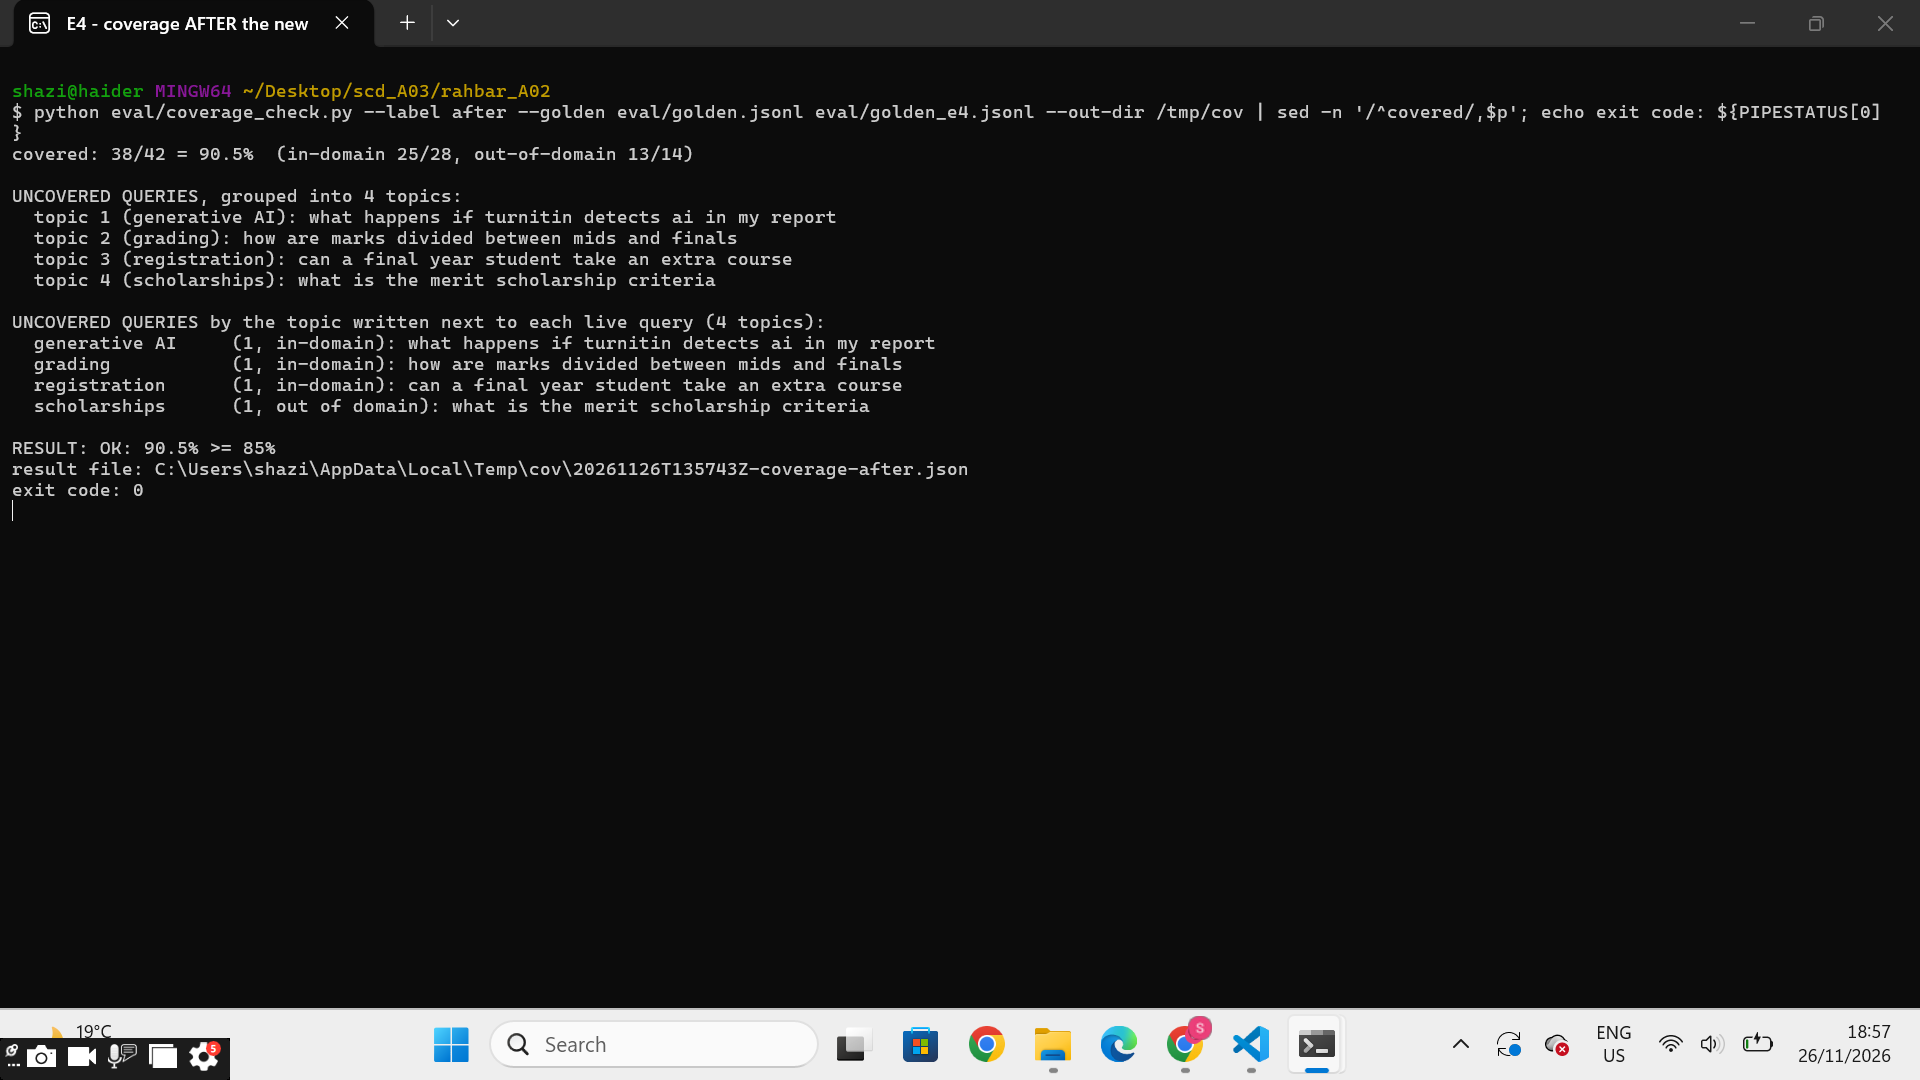 E4 - coverage AFTER the new
shazi@haider MINGW64 ~/Desktop/scd_A03/rahbar_A02
$ python eval/coverage_check.py --label after --golden eval/golden.jsonl eval/golden_e4.jsonl --out-dir /tmp/cov | sed -n '/^covered/,$p'; echo exit code: ${PIPESTATUS[0]
}
covered: 38/42 = 90.5%  (in-domain 25/28, out-of-domain 13/14)
UNCOVERED QUERIES, grouped into 4 topics:
  topic 1 (generative AI): what happens if turnitin detects ai in my report
  topic 2 (grading): how are marks divided between mids and finals
  topic 3 (registration): can a final year student take an extra course
  topic 4 (scholarships): what is the merit scholarship criteria
UNCOVERED QUERIES by the topic written next to each live query (4 topics):
  generative AI     (1, in-domain): what happens if turnitin detects ai in my report
  grading           (1, in-domain): how are marks divided between mids and finals
  registration      (1, in-domain): can a final year student take an extra course
  scholarships      (1, out of domain): what is the merit scholarship criteria
RESULT: OK: 90.5% >= 85%
result file: C:\Users\shazi\AppData\Local\Temp\cov\20261126T135743Z-coverage-after.json
exit code: 0
19°C
5
Search
S
ENG
US
18:57
26/11/2026